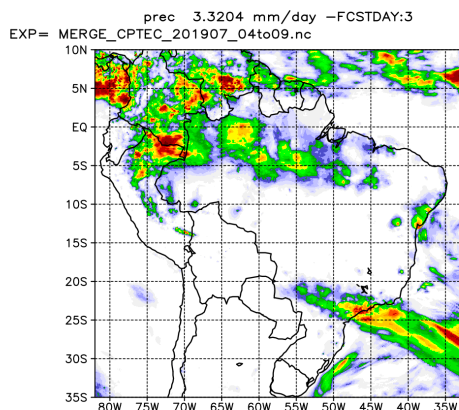 prec 3.3204 mm/day -FCSTDAY:3
EXP= MERGE_CPTEC_201907_04to09.nc
10N
5N
EQ
5S
10S
15S
20S
25S
30S
35S
80W 75W 70W 65W 60W 55W 50W 45W 40W 35W